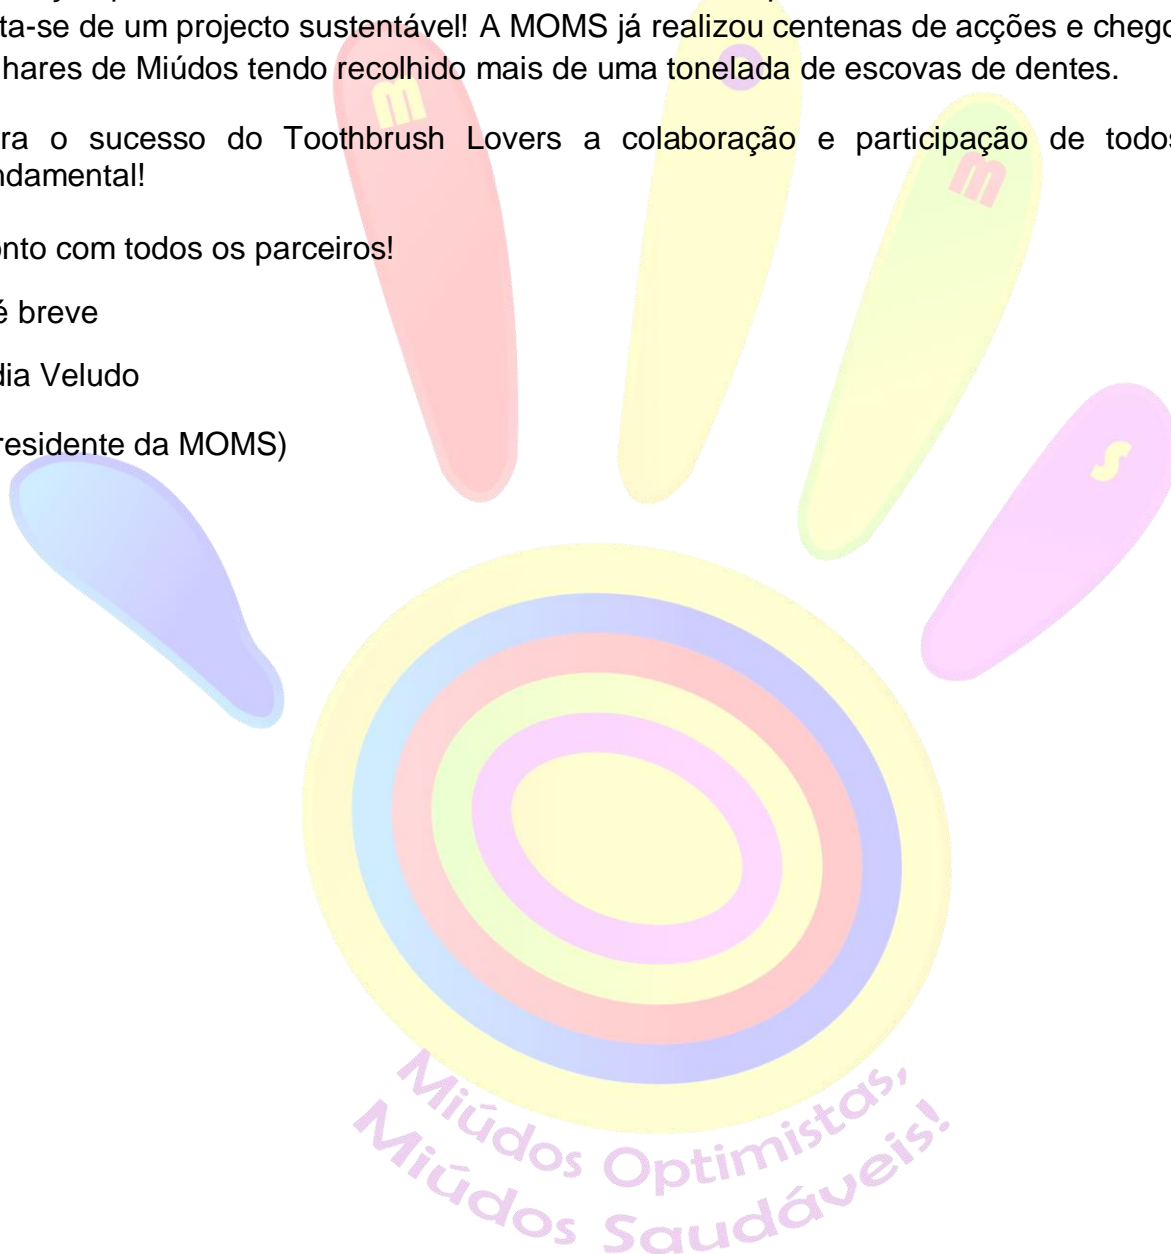 ta-se de um projecto sustentável! A MOMS já realizou centenas de acções e chego
lhares de Miúdos tendo recolhido mais de uma tonelada de escovas de dentes.
ra o sucesso do Toothbrush Lovers a colaboração e participação de todos
ndamental!
onto com todos os parceiros!
é breve
dia Veludo
residente da MOMS)
M
O
M
S
Miúdos Optimistas,
Miúdos Saudáveis!